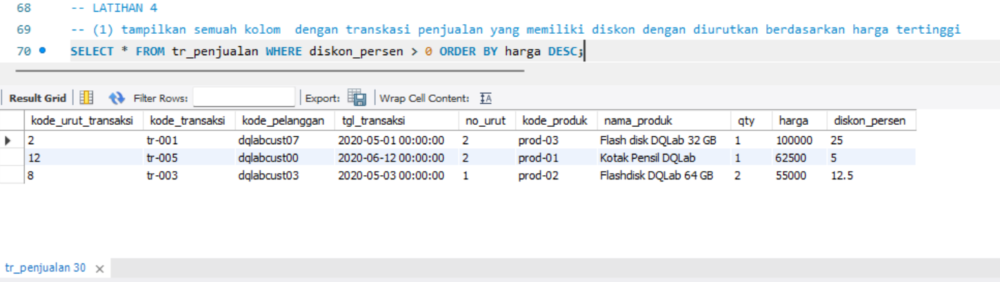 68 -- LATIHAN 4
69 -- (1) tampilkan semuah kolom  dengan transkasi penjualan yang memiliki diskon dengan diurutkan berdasarkan harga tertinggi
70 SELECT * FROM tr_penjualan WHERE diskon_persen > 0 ORDER BY harga DESC;
Result Grid Filter Rows: Export: Wrap Cell Content: IA
kode_urut_transaksi kode_transaksi kode_pelanggan tgl_transaksi no_urut kode_produk nama_produk qty harga diskon_persen
2 tr-001 dqlabcust07 2020-05-01 00:00:00 2 prod-03 Flash disk DQLab 32 GB 1 100000 25
12 tr-005 dqlabcust00 2020-06-12 00:00:00 2 prod-01 Kotak Pensil DQLab 1 62500 5
8 tr-003 dqlabcust03 2020-05-03 00:00:00 1 prod-02 Flashdisk DQLab 64 GB 2 55000 12.5
tr_penjualan 30